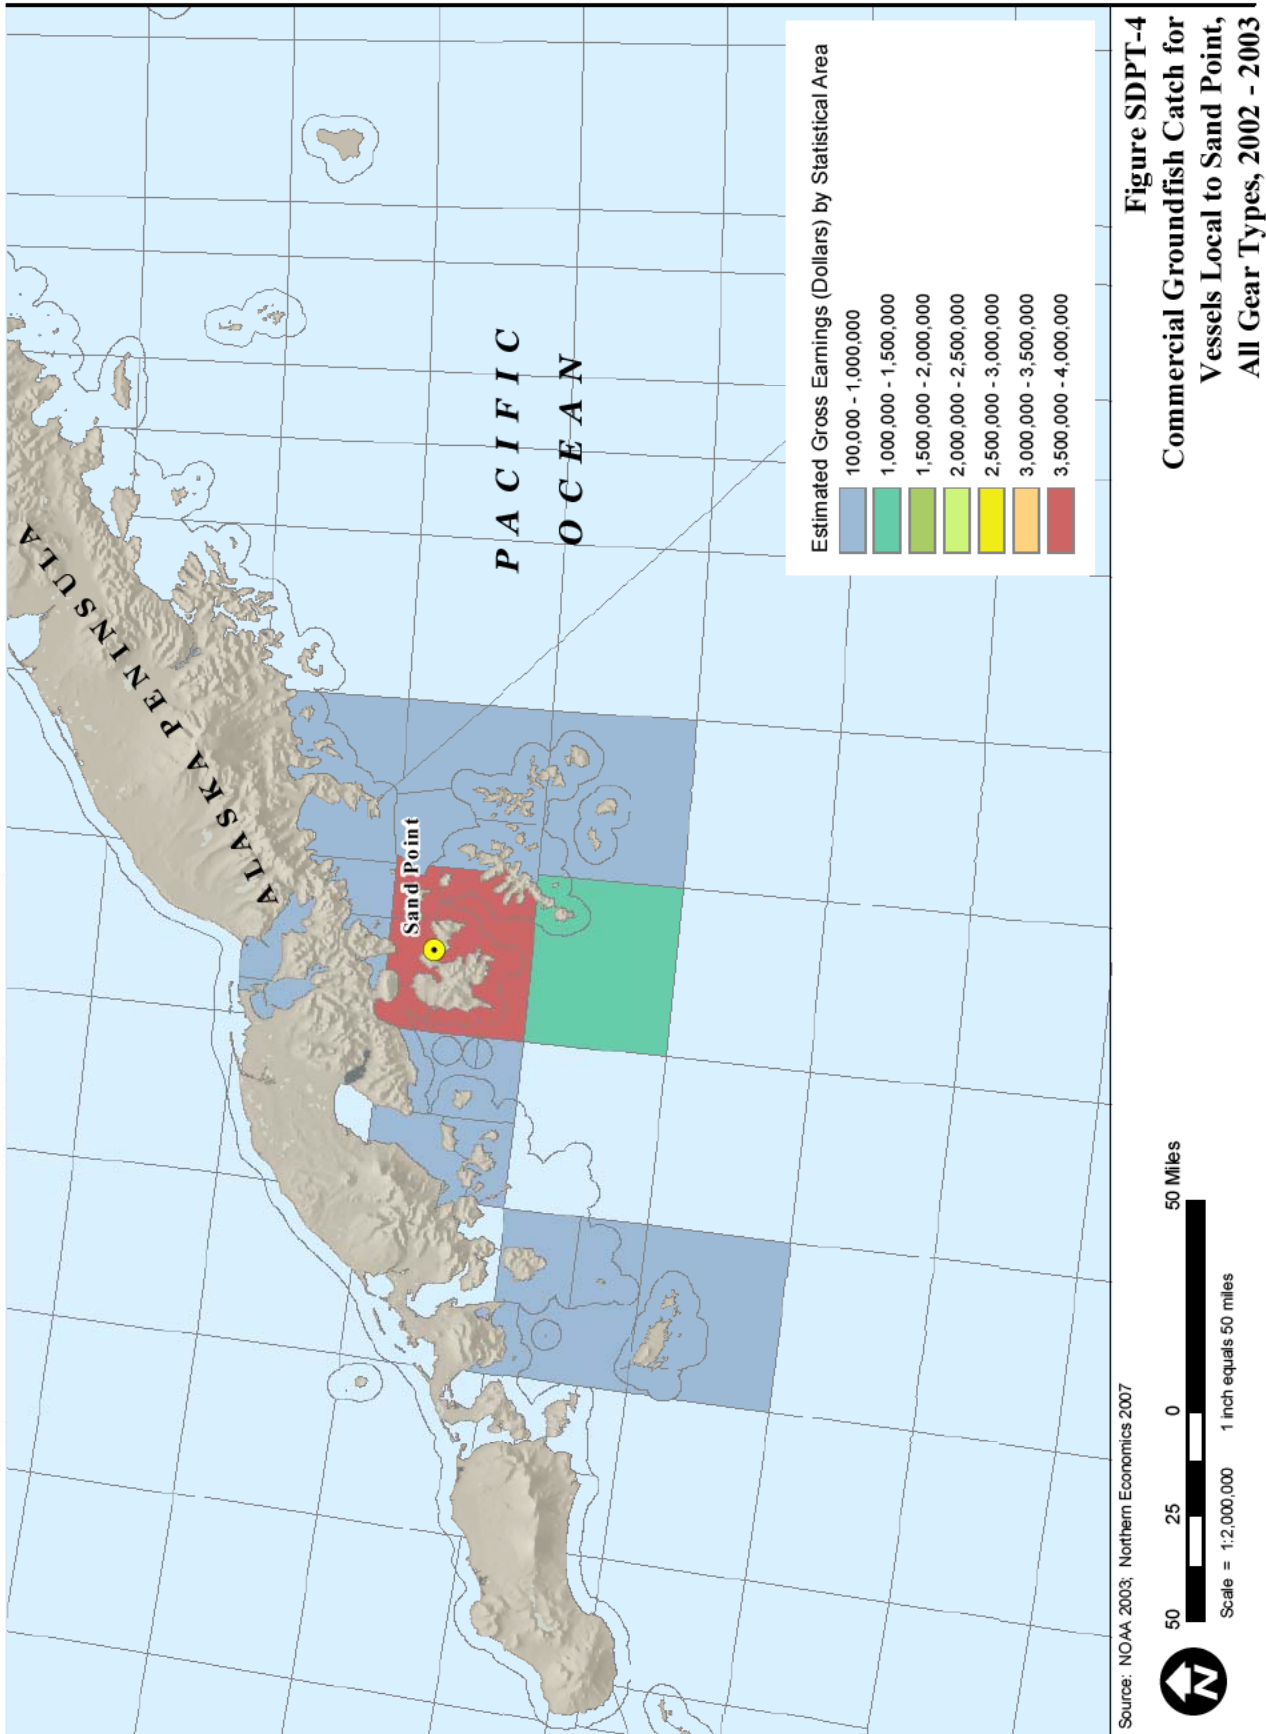 ALASKA PENINSULA
Sand Point
PACIFIC
OCEAN
Estimated Gross Earnings (Dollars) by Statistical Area
100,000 - 1,000,000
1,000,000 - 1,500,000
1,500,000 - 2,000,000
2,000,000 - 2,500,000
2,500,000 - 3,000,000
3,000,000 - 3,500,000
3,500,000 - 4,000,000
Source: NOAA 2003; Northern Economics 2007
N
50 25 0 50 Miles
Scale = 1:2,000,000 1 inch equals 50 miles
Figure SDPT-4
Commercial Groundfish Catch for
Vessels Local to Sand Point,
All Gear Types, 2002 - 2003